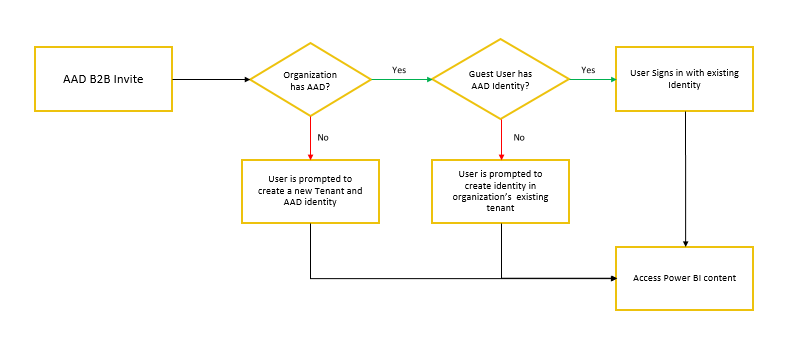 AAD B2B Invite
Organization
has AAD?
Yes
Guest User has
AAD Identity?
Yes
User Signs in with existing
Identity
No
No
User is prompted to
create a new Tenant and
AAD identity
User is prompted to
create identity in
organization's existing
tenant
Access Power BI content